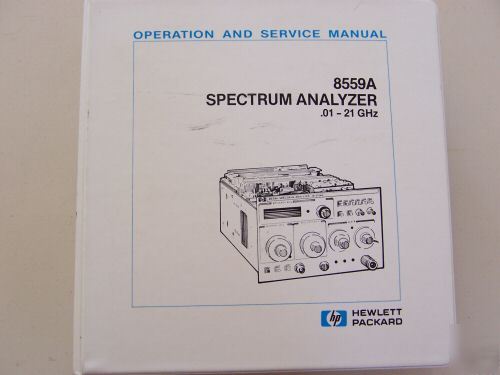 OPERATION AND SERVICE MANUAL
8559A
SPECTRUM ANALYZER
.01 – 21 GHz
hp HEWLETT
PACKARD